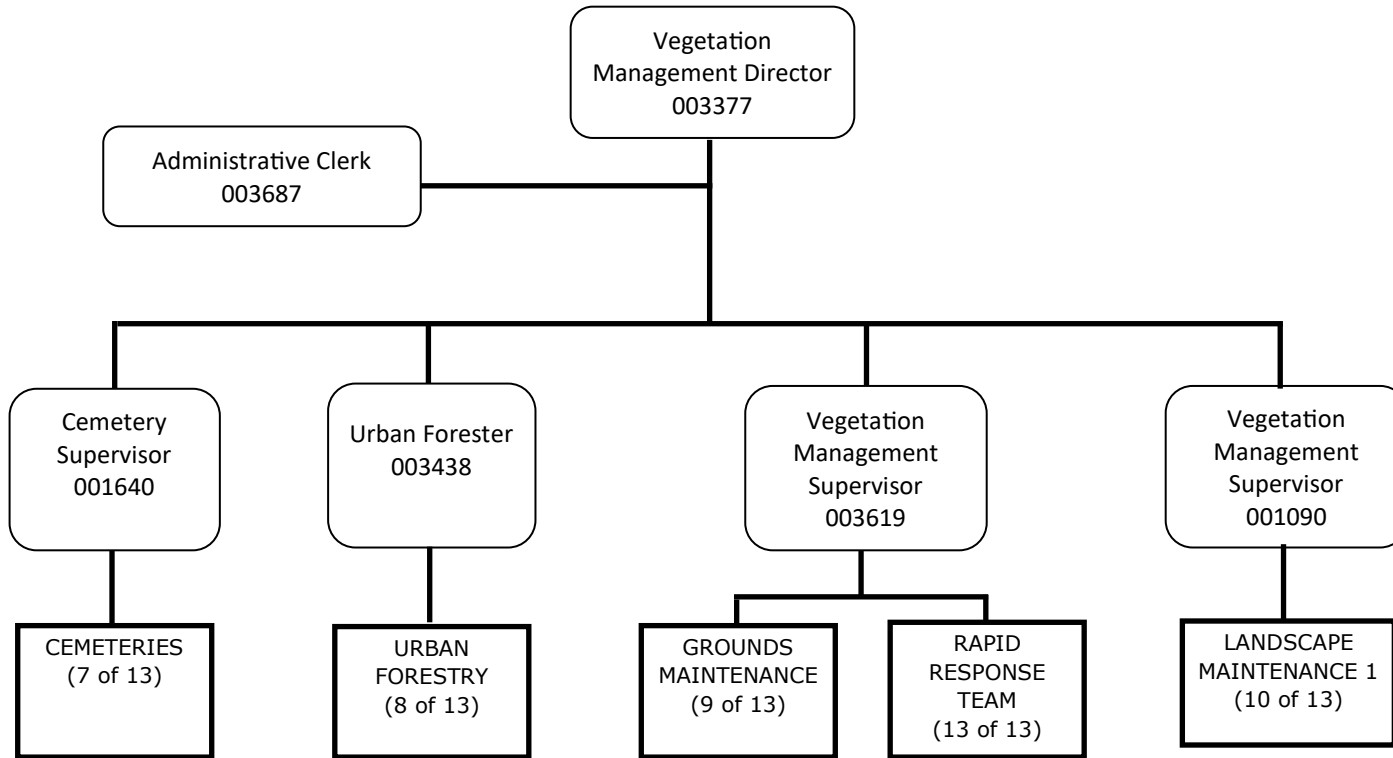 Vegetation
Management Director
003377
Administrative Clerk
003687
Cemetery
Supervisor
001640
Urban Forester
003438
Vegetation
Management
Supervisor
003619
Vegetation
Management
Supervisor
001090
CEMETERIES
(7 of 13)
URBAN
FORESTRY
(8 of 13)
GROUNDS
MAINTENANCE
(9 of 13)
RAPID
RESPONSE
TEAM
(13 of 13)
LANDSCAPE
MAINTENANCE 1
(10 of 13)